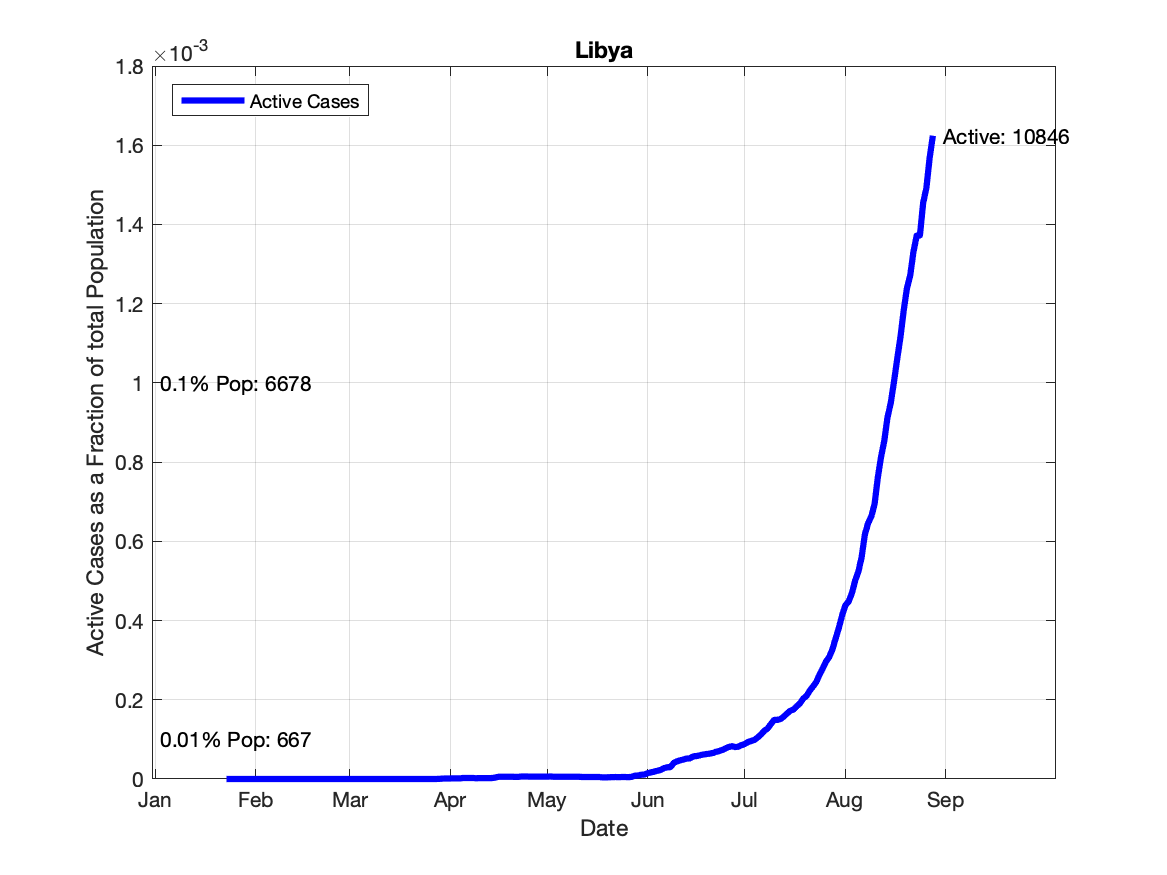 Libya
×10-3
1.8
1.6
1.4
1.2
1
0.8
0.6
0.4
0.2
0
Active Cases as a Fraction of total Population
Active Cases
Active: 10846
0.1% Pop: 6678
0.01% Pop: 667
Jan Feb Mar Apr May Jun Jul Aug Sep
Date